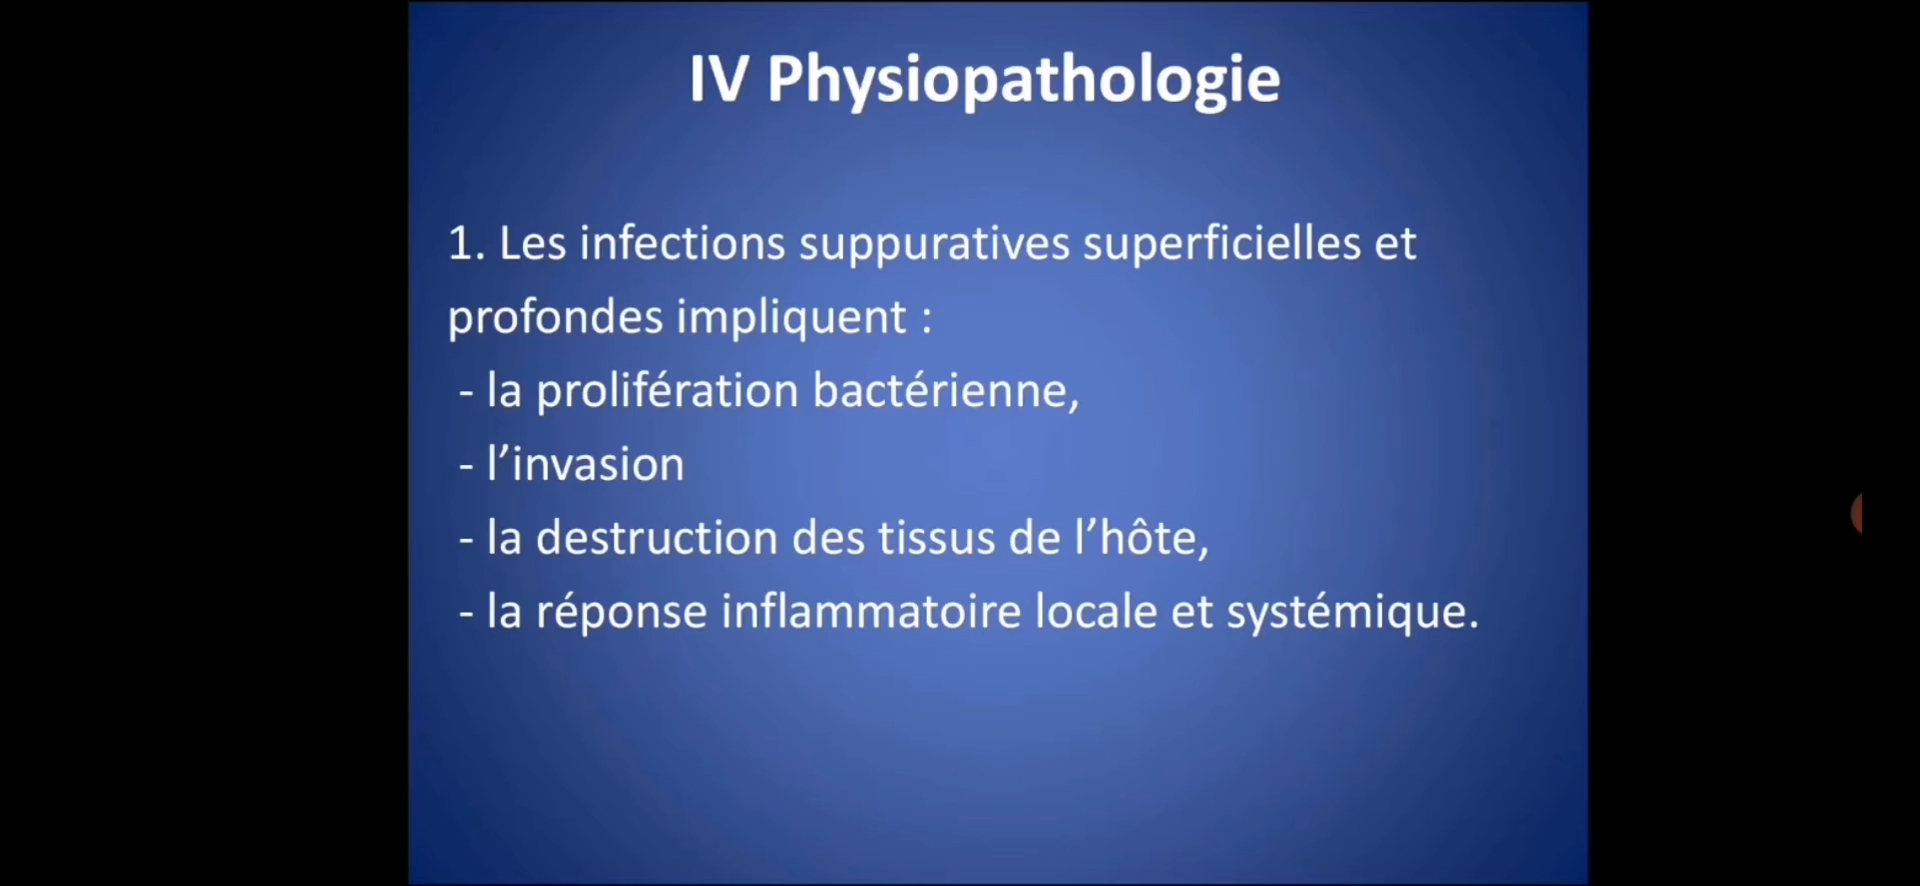 IV Physiopathologie
1. Les infections suppuratives superficielles et
profondes impliquent :
- la prolifération bactérienne,
- l’invasion
- la destruction des tissus de l’hôte,
- la réponse inflammatoire locale et systémique.